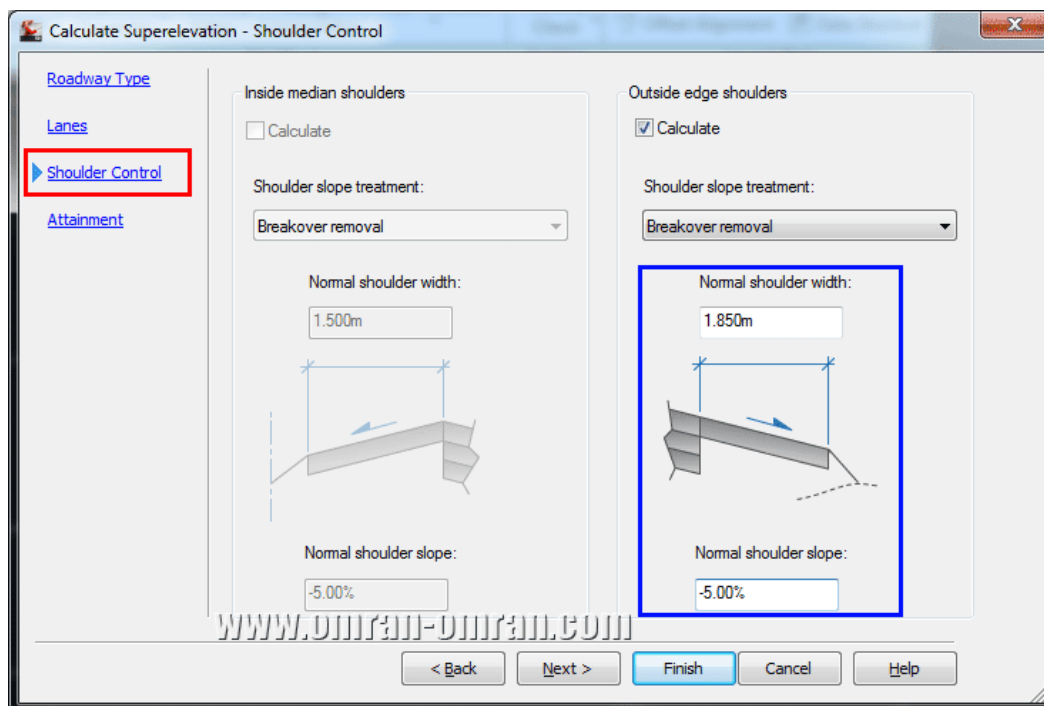 Calculate Superelevation - Shoulder Control
Roadway Type
Lanes
Shoulder Control
Attainment
Inside median shoulders
Calculate
Shoulder slope treatment:
Breakover removal
Normal shoulder width:
1.500m
Normal shoulder slope:
-5.00%
Outside edge shoulders
Calculate
Shoulder slope treatment:
Breakover removal
Normal shoulder width:
1.850m
Normal shoulder slope:
-5.00%
www.omran-omran.com
< Back
Next >
Finish
Cancel
Help